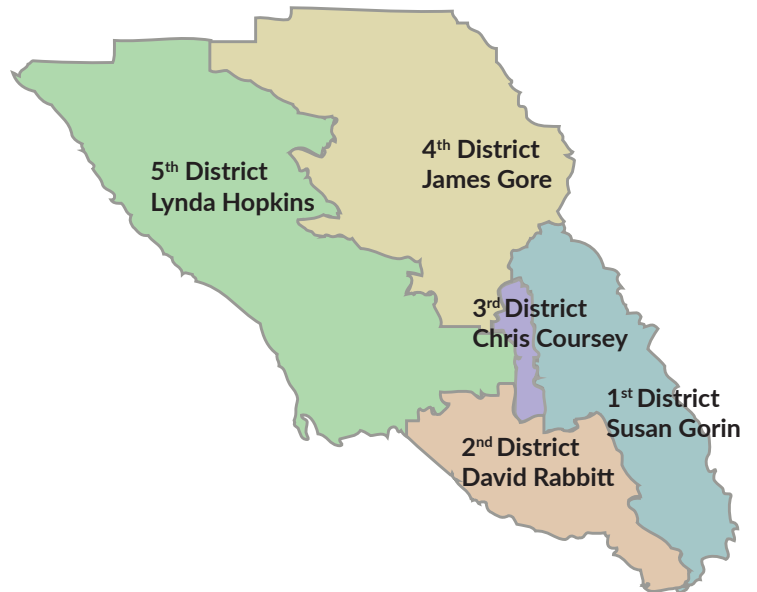 4th District
James Gore
5th District
Lynda Hopkins
3rd District
Chris Coursey
1st District
Susan Gorin
2nd District
David Rabbitt